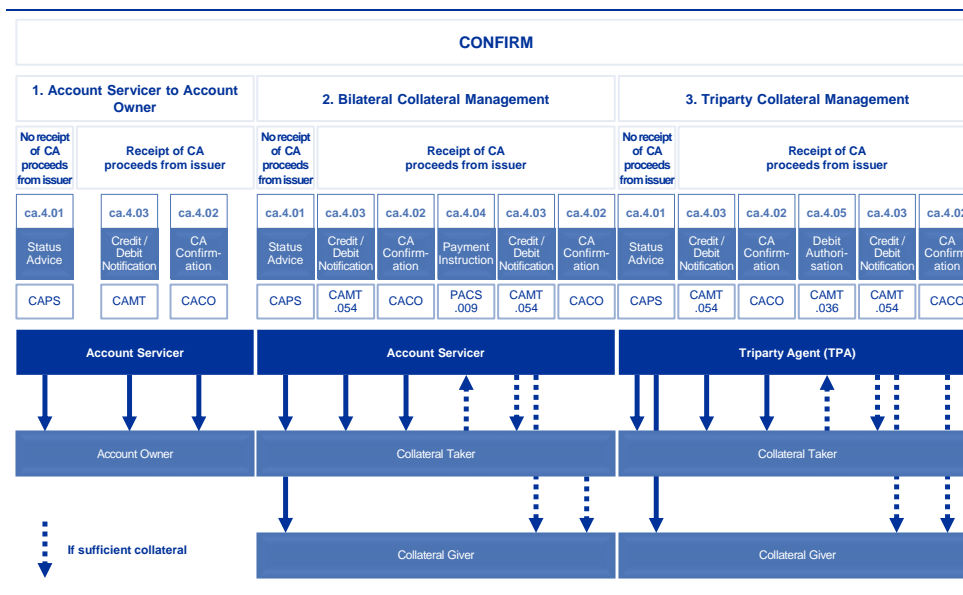 CONFIRM
1. Account Servicer to Account
Owner
2. Bilateral Collateral Management
3. Triparty Collateral Management
No receipt
of CA
proceeds
from issuer
Receipt of CA
proceeds from issuer
No receipt
of CA
proceeds
from issuer
Receipt of CA
proceeds from issuer
No receipt
of CA
proceeds
from issuer
Receipt of CA
proceeds from issuer
ca.4.01 ca.4.03 ca.4.02 ca.4.01 ca.4.03 ca.4.02 ca.4.04 ca.4.03 ca.4.02 ca.4.01 ca.4.03 ca.4.02 ca.4.05 ca.4.03 ca.4.02
Status
Advice
Credit /
Debit
Notification
CA
Confirm-
ation
Status
Advice
Credit /
Debit
Notification
CA
Confirm-
ation
Payment
Instruction
Credit /
Debit
Notification
CA
Confirm-
ation
Status
Advice
Credit /
Debit
Notification
CA
Confirm-
ation
Debit
Authori-
sation
Credit /
Debit
Notification
CA
Confirm-
ation
CAPS
CAMT
CACO
CAPS
CAMT
.054
CACO
PACS
.009
CAMT
.054
CACO
CAPS
CAMT
.054
CACO
CAMT
.036
CAMT
.054
CACO
Account Servicer
Account Servicer
Triparty Agent (TPA)
Account Owner
Collateral Taker
Collateral Taker
If sufficient collateral
Collateral Giver
Collateral Giver